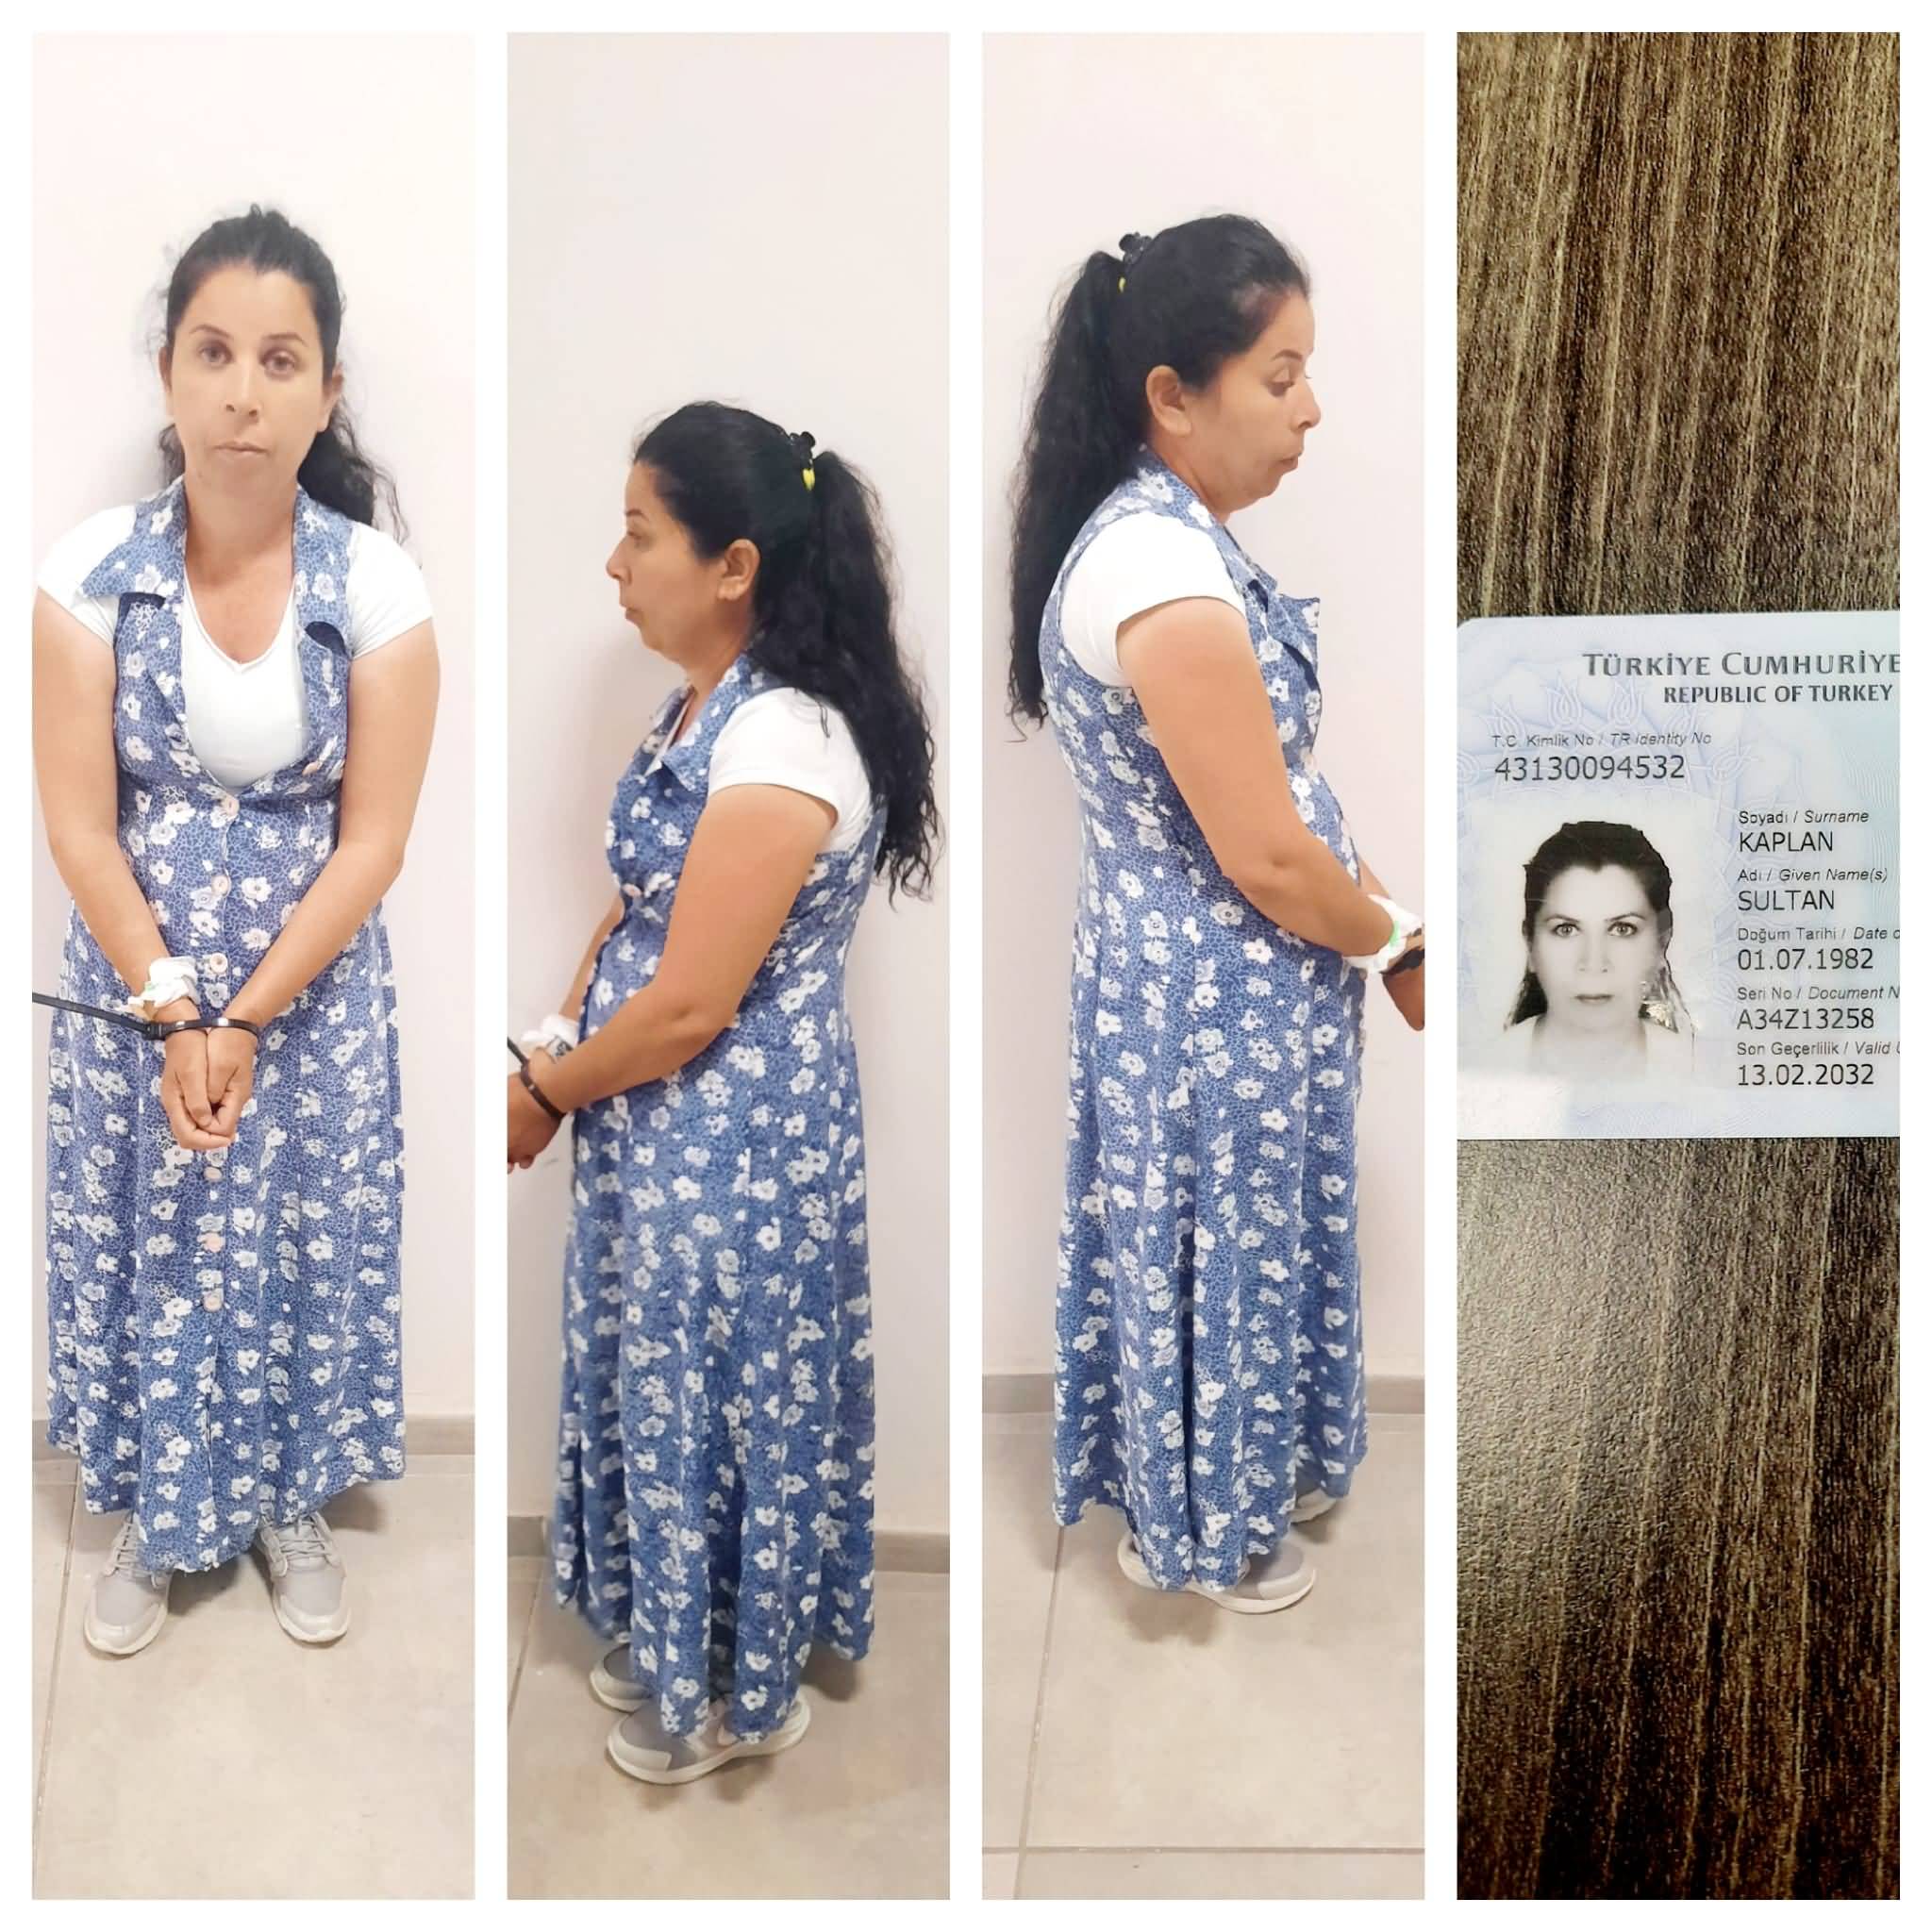 TÜRKİYE CUMHURİYE
REPUBLIC OF TURKEY
T.C. Kimlik No / TR Identity No
43130094532
Soyadı / Surname
KAPLAN
Adı / Given Name(s)
SULTAN
Doğum Tarihi / Date o
01.07.1982
Seri No / Document N
A34Z13258
Son Geçerlilik / Valid U
13.02.2032